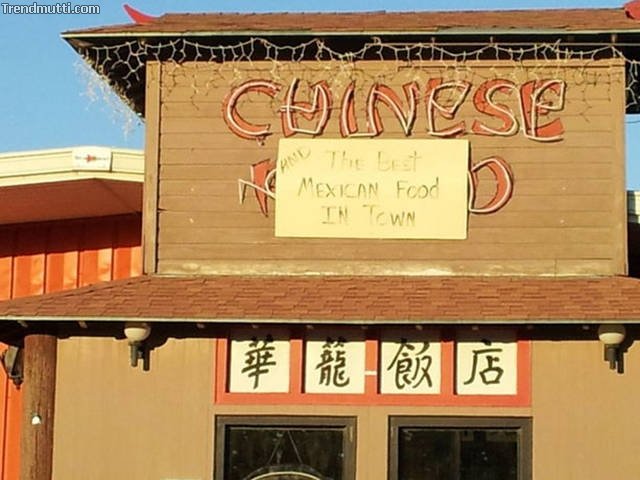 Trendmutti.com
CHINESE
AND THE BEST
MEXICAN FOOD
IN TOWN
華龍飯店